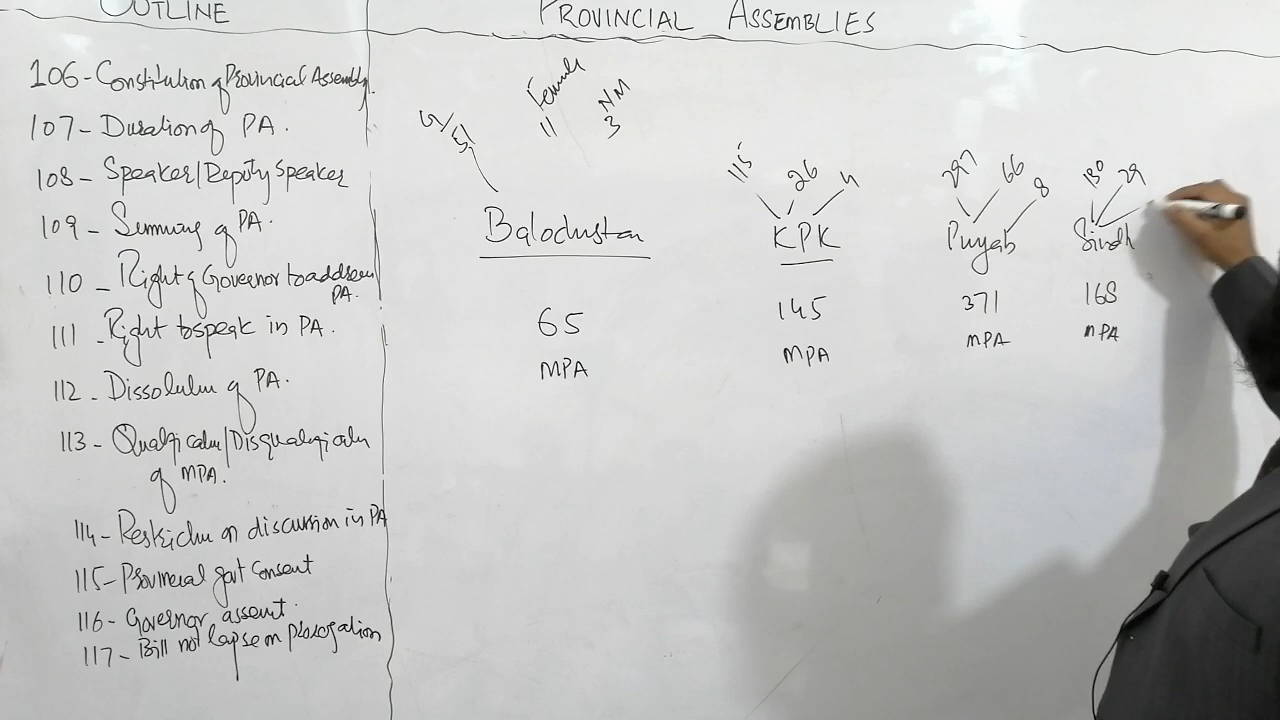 OUTLINE
PROVINCIAL ASSEMBLIES
106-Constitution of Provincial Assembly.
107- Duration of PA.
108- Speaker/Deputy Speaker
109- Summong of PA.
110- Right of Governor to address
PA.
111-Right to speak in PA.
112- Dissolution of PA.
113- Qualification/Disqualification
of MPA.
114-Restriction on discussion in PA
115-Provincial govt consent
116-Governor assent.
117-Bill not lapse on prorogation
G/51
Female
11
NM
3
Balochistan
65
MPA
115 26 4
KPK
145
MPA
297 66 8
Punjab
371
MPA
130 29
Sindh
168
MPA